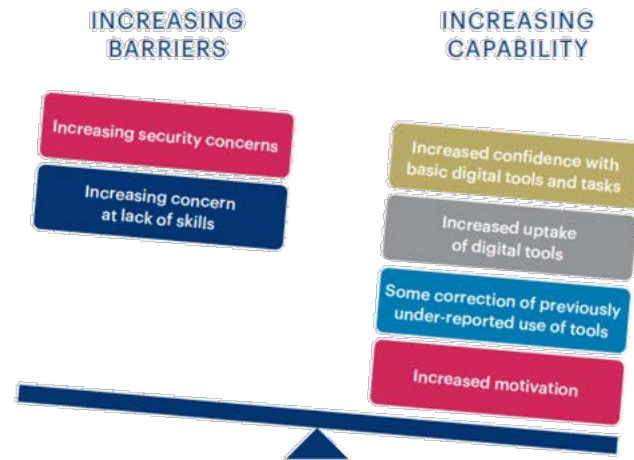 INCREASING
BARRIERS
Increasing security concerns
Increasing concern
at lack of skills
INCREASING
CAPABILITY
Increased confidence with
basic digital tools and tasks
Increased uptake
of digital tools
Some correction of previously
under-reported use of tools
Increased motivation